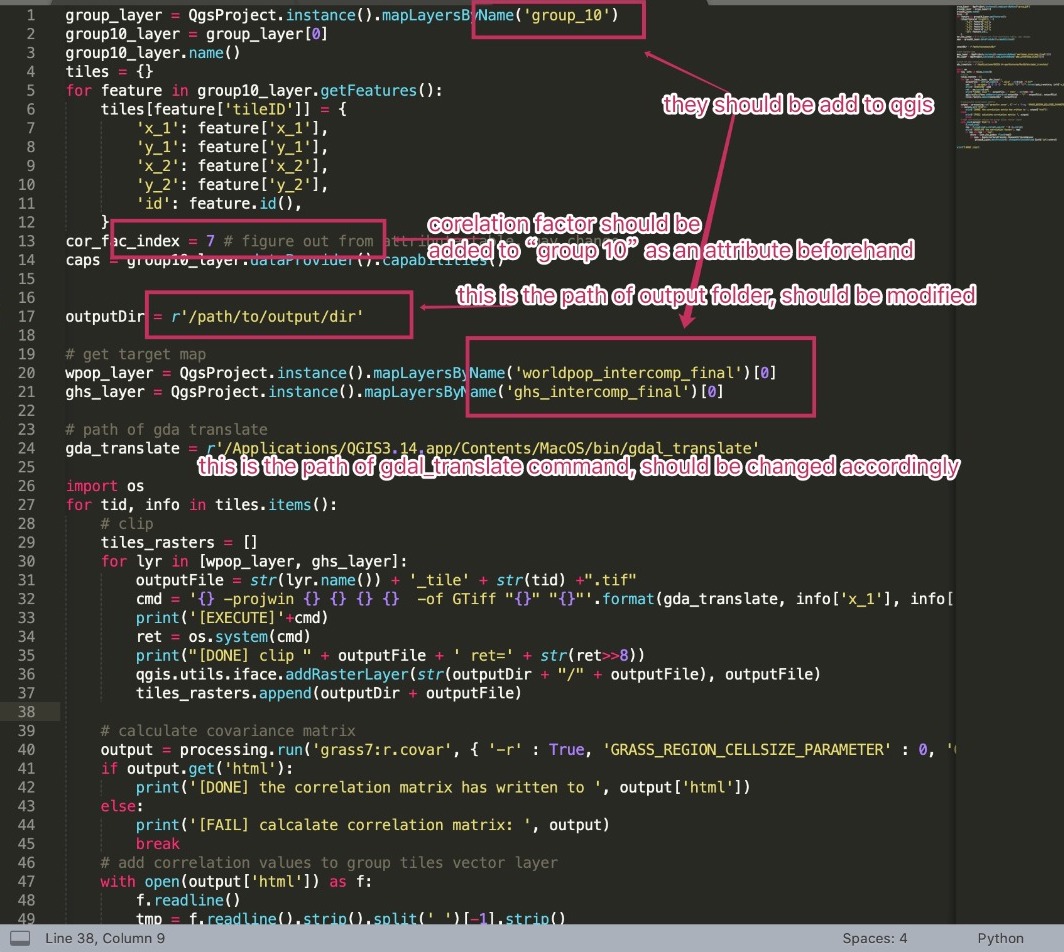 1 group_layer = QgsProject.instance().mapLayersByName('group_10')
2 group10_layer = group_layer[0]
3 group10_layer.name()
4 tiles = {}
they should be add to qgis
5 for feature in group10_layer.getFeatures():
6 tiles[feature['tileID']] = {
7 'x_1': feature['x_1'],
8 'y_1': feature['y_1'],
9 'x_2': feature['x_2'],
10 'y_2': feature['y_2'],
11 'id': feature.id(),
12 }
corelation factor should be
added to “group 10” as an attribute beforehand
13 cor_fac_index = 7 # figure out from
14 caps = group10_layer.dataProvider().capabilities()
15
this is the path of output folder, should be modified
16
17 outputDir = r'/path/to/output/dir'
18
19 # get target map
20 wpop_layer = QgsProject.instance().mapLayersByName('worldpop_intercomp_final')[0]
21 ghs_layer = QgsProject.instance().mapLayersByName('ghs_intercomp_final')[0]
22
23 # path of gda translate
24 gda_translate = r'/Applications/QGIS3.14.app/Contents/MacOS/bin/gdal_translate'
this is the path of gdal_translate command, should be changed accordingly
25
26 import os
27 for tid, info in tiles.items():
28 # clip
29 tiles_rasters = []
30 for lyr in [wpop_layer, ghs_layer]:
31 outputFile = str(lyr.name()) + '_tile' + str(tid) +".tif"
32 cmd = '{} -projwin {} {} {} {}  -of GTiff "{}" "{}"'.format(gda_translate, info['x_1'], info[
33 print('[EXECUTE]'+cmd)
34 ret = os.system(cmd)
35 print("[DONE] clip " + outputFile + ' ret=' + str(ret>>8))
36 qgis.utils.iface.addRasterLayer(str(outputDir + "/" + outputFile), outputFile)
37 tiles_rasters.append(outputDir + outputFile)
38
39 # calculate covariance matrix
40 output = processing.run('grass7:r.covar', { '-r' : True, 'GRASS_REGION_CELLSIZE_PARAMETER' : 0, '
41 if output.get('html'):
42 print('[DONE] the correlation matrix has written to ', output['html'])
43 else:
44 print('[FAIL] calcalate correlation matrix: ', output)
45 break
46 # add correlation values to group tiles vector layer
47 with open(output['html']) as f:
48 f.readline()
49 tmp = f.readline().strip().split(' ')[-1].strip()
Line 38, Column 9
Spaces: 4
Python